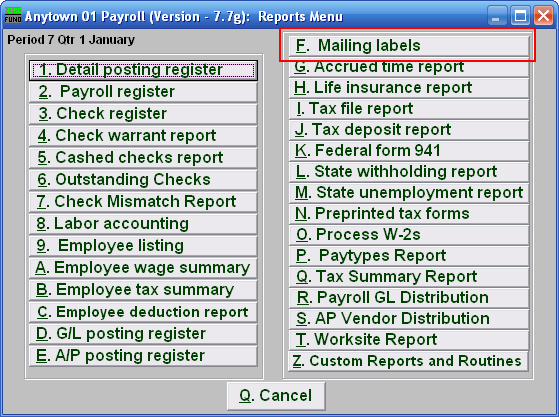 FUND
Anytown 01 Payroll (Version - 7.7g): Reports Menu
Period 7 Qtr 1 January
1. Detail posting register
2. Payroll register
3. Check register
4. Check warrant report
5. Cashed checks report
6. Outstanding Checks
7. Check Mismatch Report
8. Labor accounting
9. Employee listing
A. Employee wage summary
B. Employee tax summary
C. Employee deduction report
D. G/L posting register
E. A/P posting register
F. Mailing labels
G. Accrued time report
H. Life insurance report
I. Tax file report
J. Tax deposit report
K. Federal form 941
L. State withholding report
M. State unemployment report
N. Preprinted tax forms
O. Process W-2s
P. Paytypes Report
Q. Tax Summary Report
R. Payroll GL Distribution
S. AP Vendor Distribution
T. Worksite Report
Z. Custom Reports and Routines
Q. Cancel